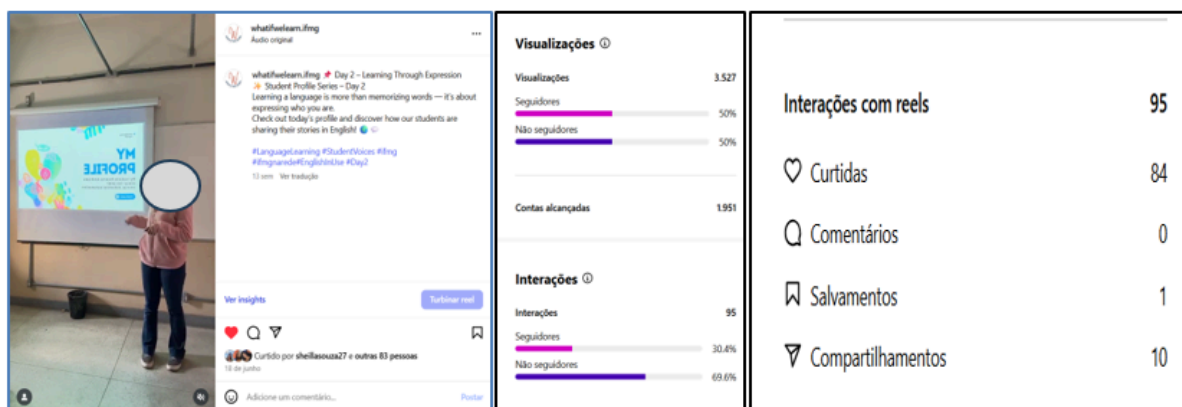 MY
PROFILE
whatifwelearn.ifmg
Áudio original
whatifwelearn.ifmg 📌 Day 2 – Learning Through Expression
✨ Student Profile Series – Day 2
Learning a language is more than memorizing words — it's about
expressing who you are.
Check out today's profile and discover how our students are
sharing their stories in English! 🌍 💬
#LanguageLearning #StudentVoices #ifmg
#ifmgnarede#EnglishInUse #Day2
13 sem Ver tradução
Ver insights
Turbinar reel
Curtido por sheillasouza27 e outras 83 pessoas
18 de junho
Adicione um comentário...
Postar
Visualizações
Visualizações 3.527
Seguidores
50%
Não seguidores
50%
Contas alcançadas 1.951
Interações
Interações 95
Seguidores
30.4%
Não seguidores
69.6%
Interações com reels 95
Curtidas 84
Comentários 0
Salvamentos 1
Compartilhamentos 10